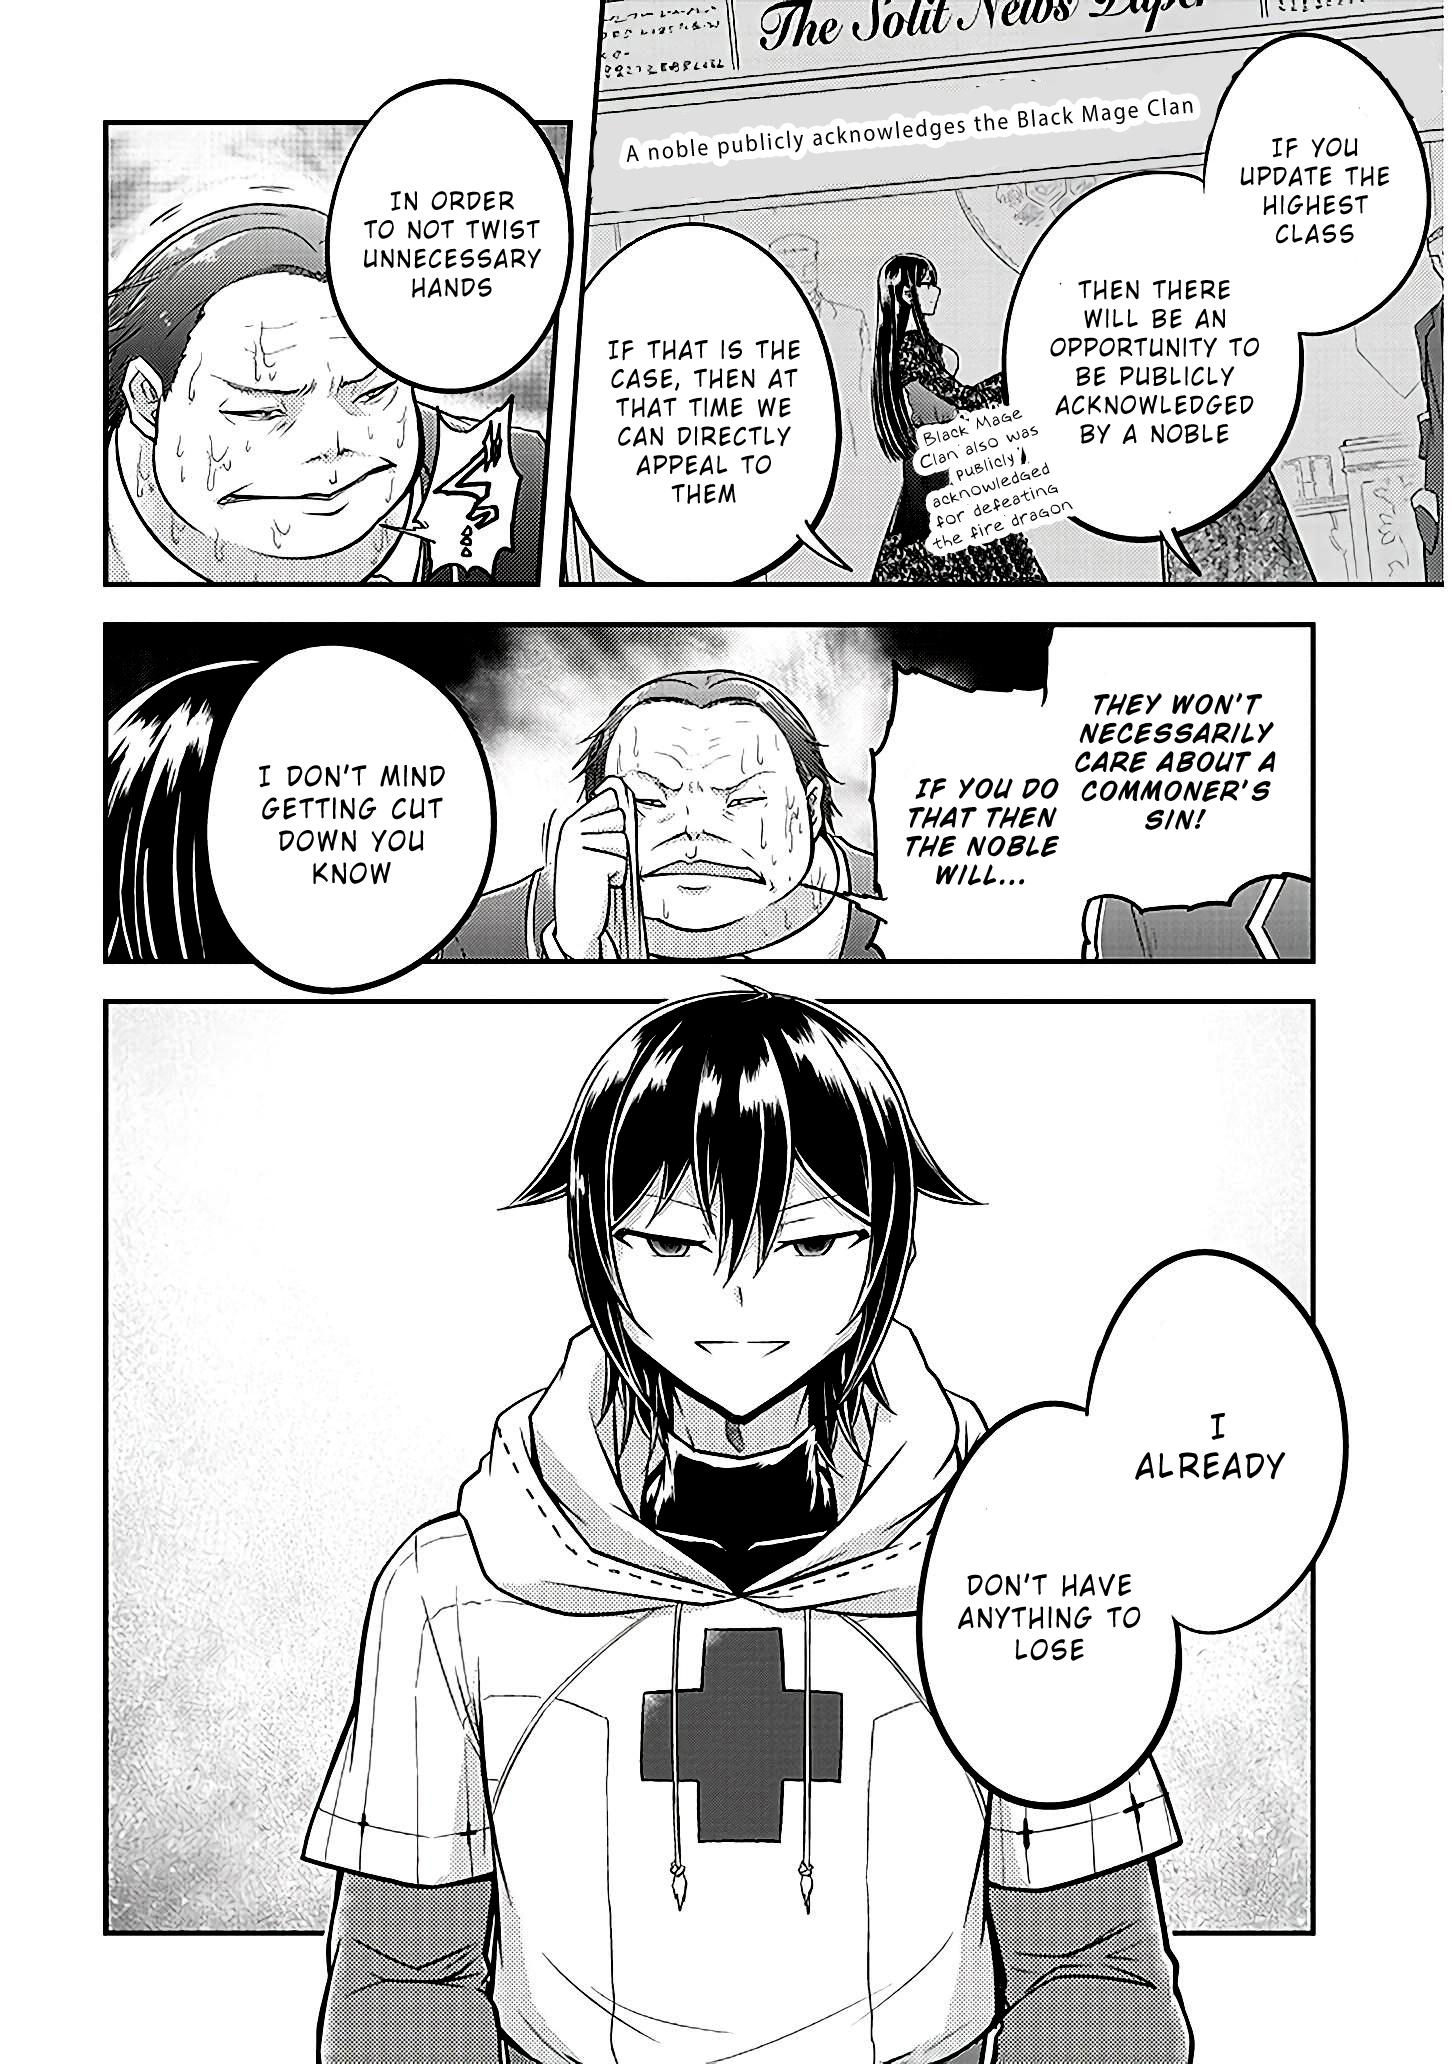 The Solit News Paper
A noble publicly acknowledges the Black Mage Clan
IF YOU
UPDATE THE
HIGHEST
CLASS
THEN THERE
WILL BE AN
OPPORTUNITY TO
BE PUBLICLY
ACKNOWLEDGED
BY A NOBLE
Black Mage
Clan also was
publicly
acknowledged
for defeating
the fire dragon
IF THAT IS THE
CASE, THEN AT
THAT TIME WE
CAN DIRECTLY
APPEAL TO
THEM
IN ORDER
TO NOT TWIST
UNNECESSARY
HANDS
THEY WON'T
NECESSARILY
CARE ABOUT A
COMMONER'S
SIN!
IF YOU DO
THAT THEN
THE NOBLE
WILL...
I DON'T MIND
GETTING CUT
DOWN YOU
KNOW
I
ALREADY
DON'T HAVE
ANYTHING TO
LOSE